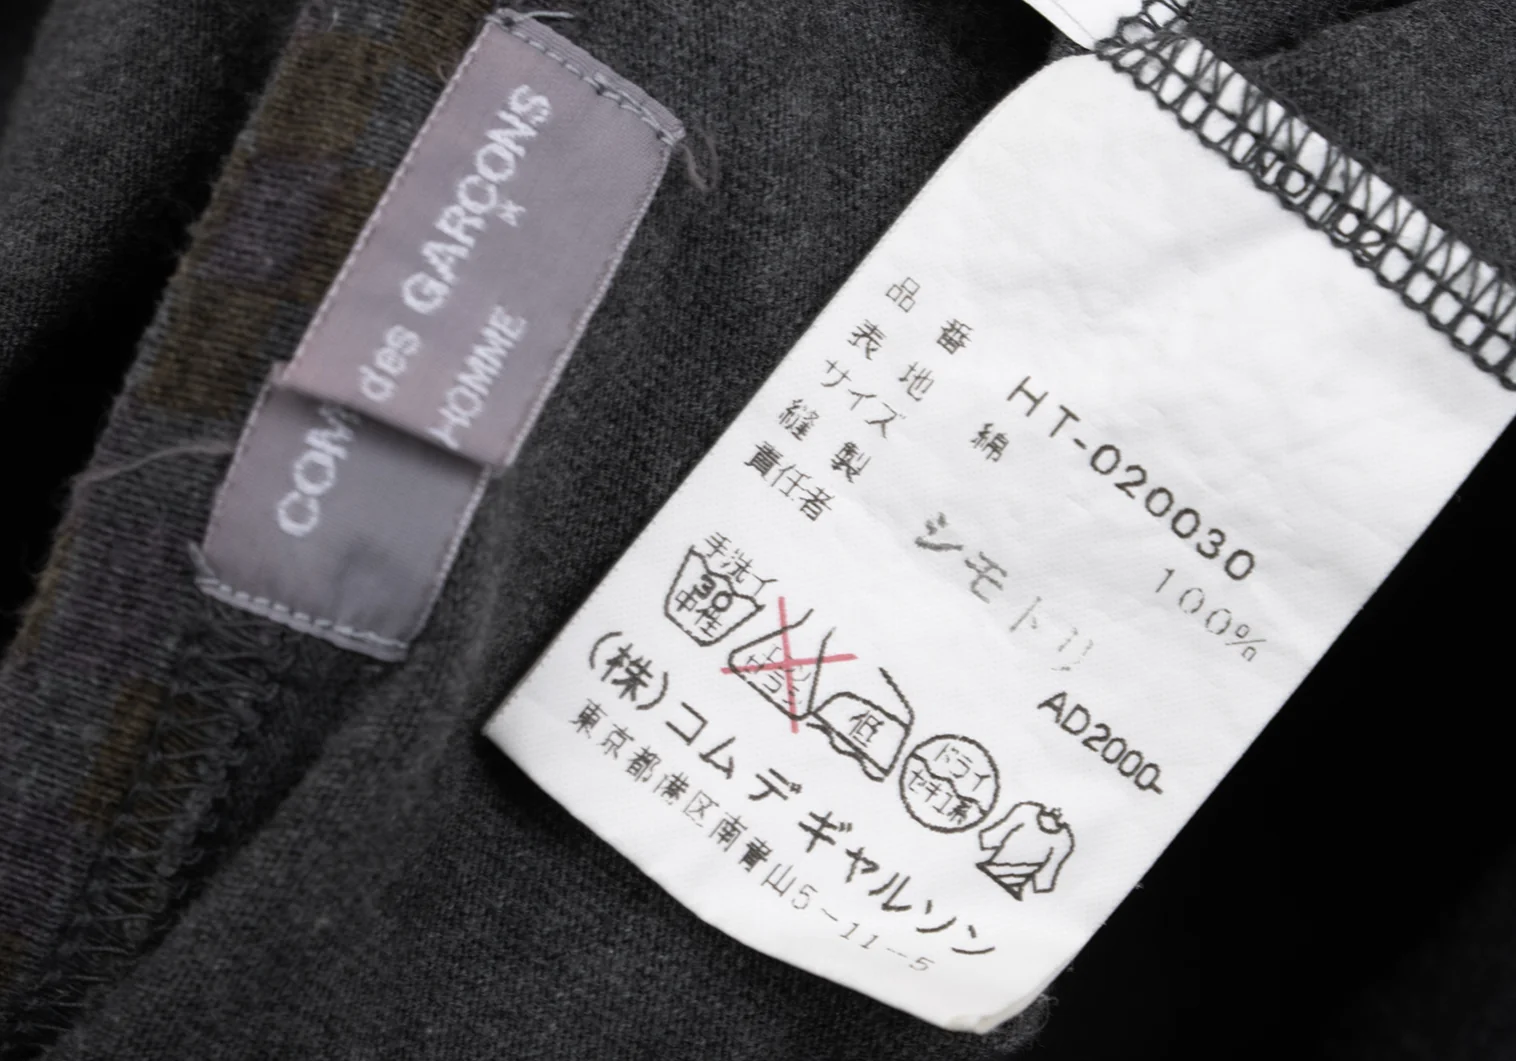 COM des GARCONS
HOMME
品番 HT-020030
表地 綿 100%
サイズ
縫製 シモトリ
責任者
AD2000
手洗イ
30
中性
低
ドライ
セキユ系
(株)コムデギャルソン
東京都港区南青山5-11-5